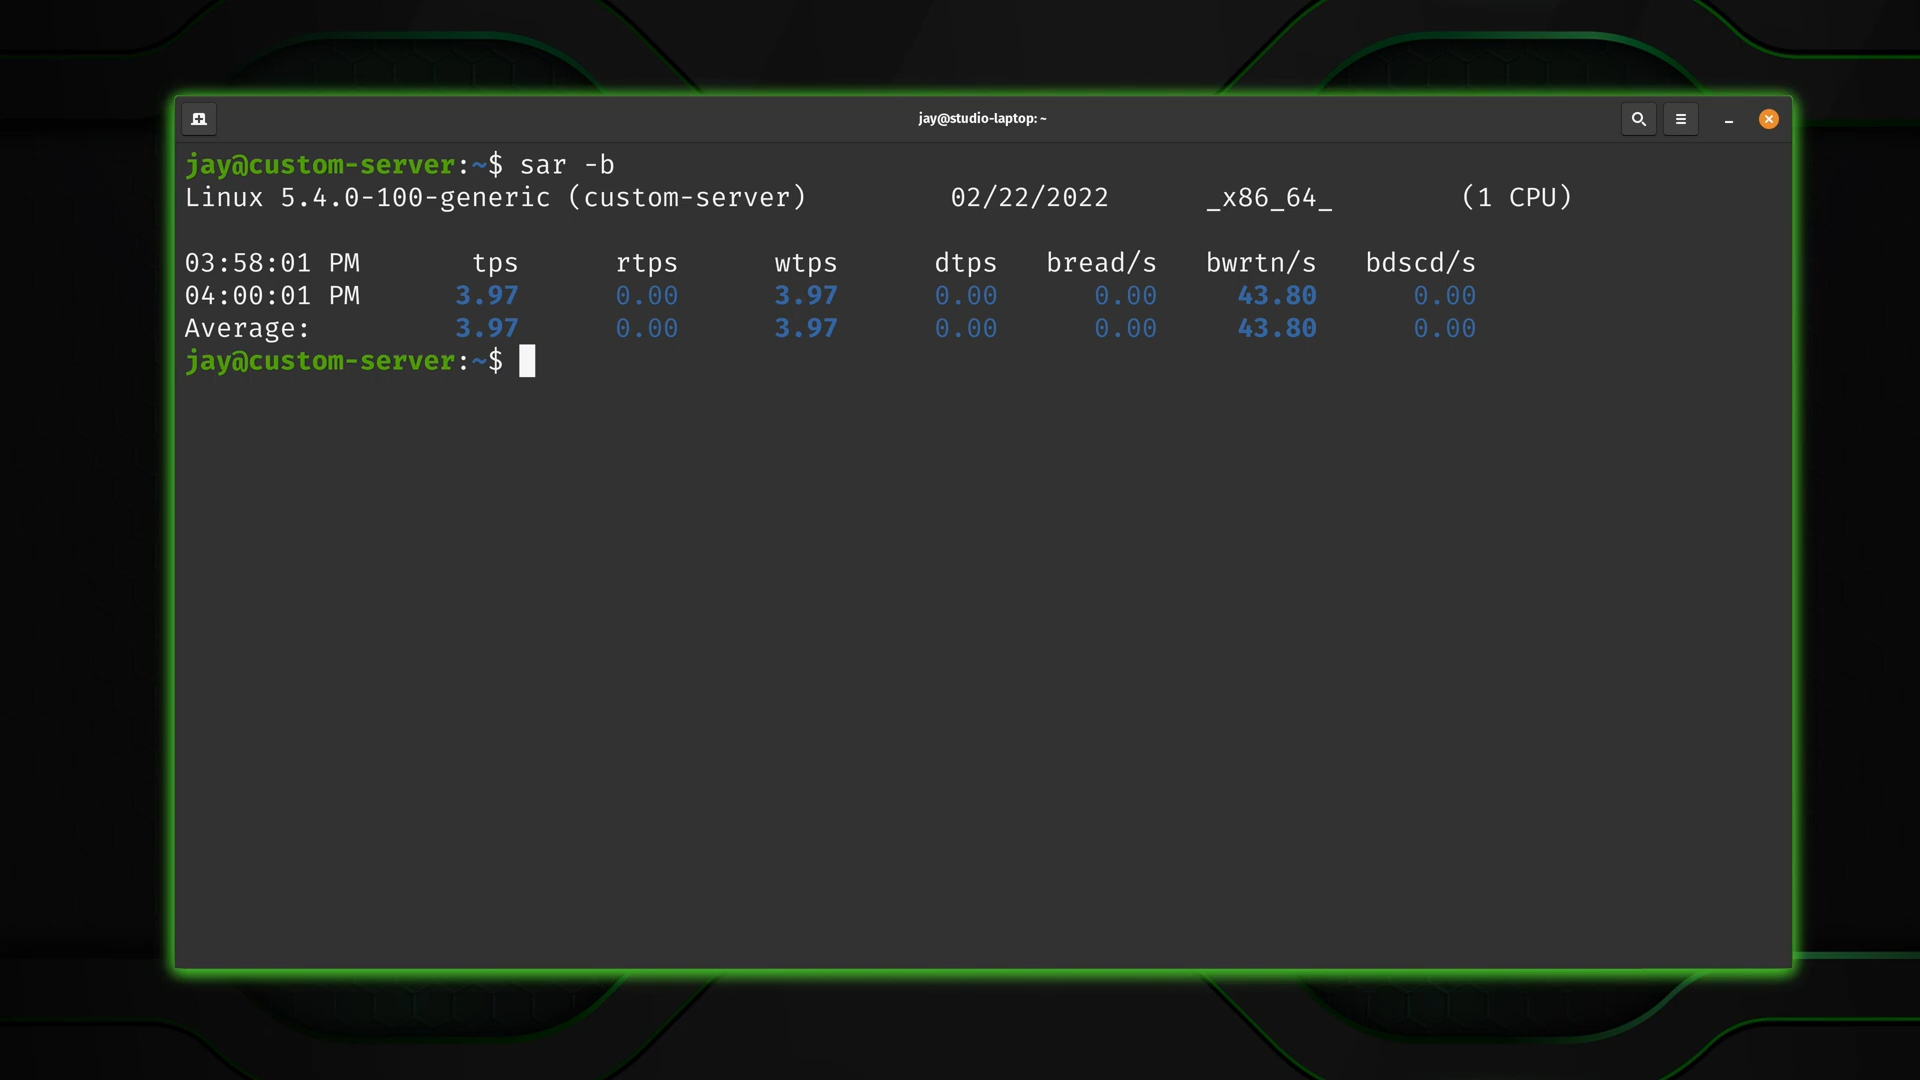 jay@studio-laptop: ~
jay@custom-server:~$ sar -b
Linux 5.4.0-100-generic (custom-server) 02/22/2022 _x86_64_ (1 CPU)
03:58:01 PM tps rtps wtps dtps bread/s bwrtn/s bdscd/s
04:00:01 PM 3.97 0.00 3.97 0.00 0.00 43.80 0.00
Average: 3.97 0.00 3.97 0.00 0.00 43.80 0.00
jay@custom-server:~$